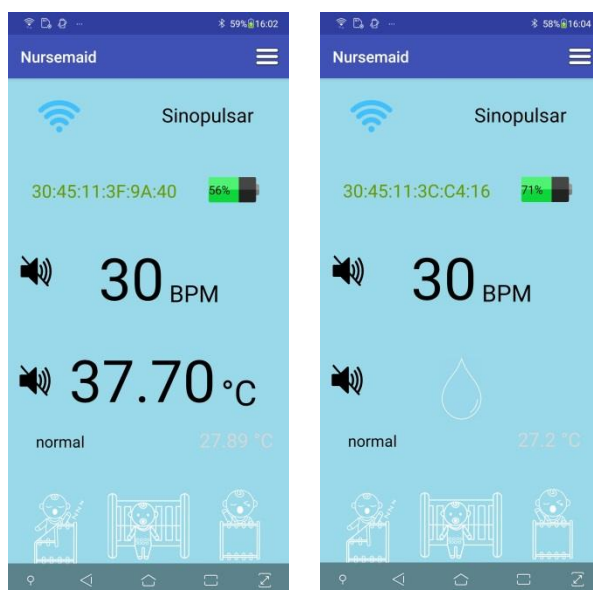 59% 16:02
Nursemaid
Sinopulsar
30:45:11:3F:9A:40 56%
30 BPM
37.70 °C
normal 27.89 °C
58% 16:04
Nursemaid
Sinopulsar
30:45:11:3C:C4:16 71%
30 BPM
normal 27.2 °C